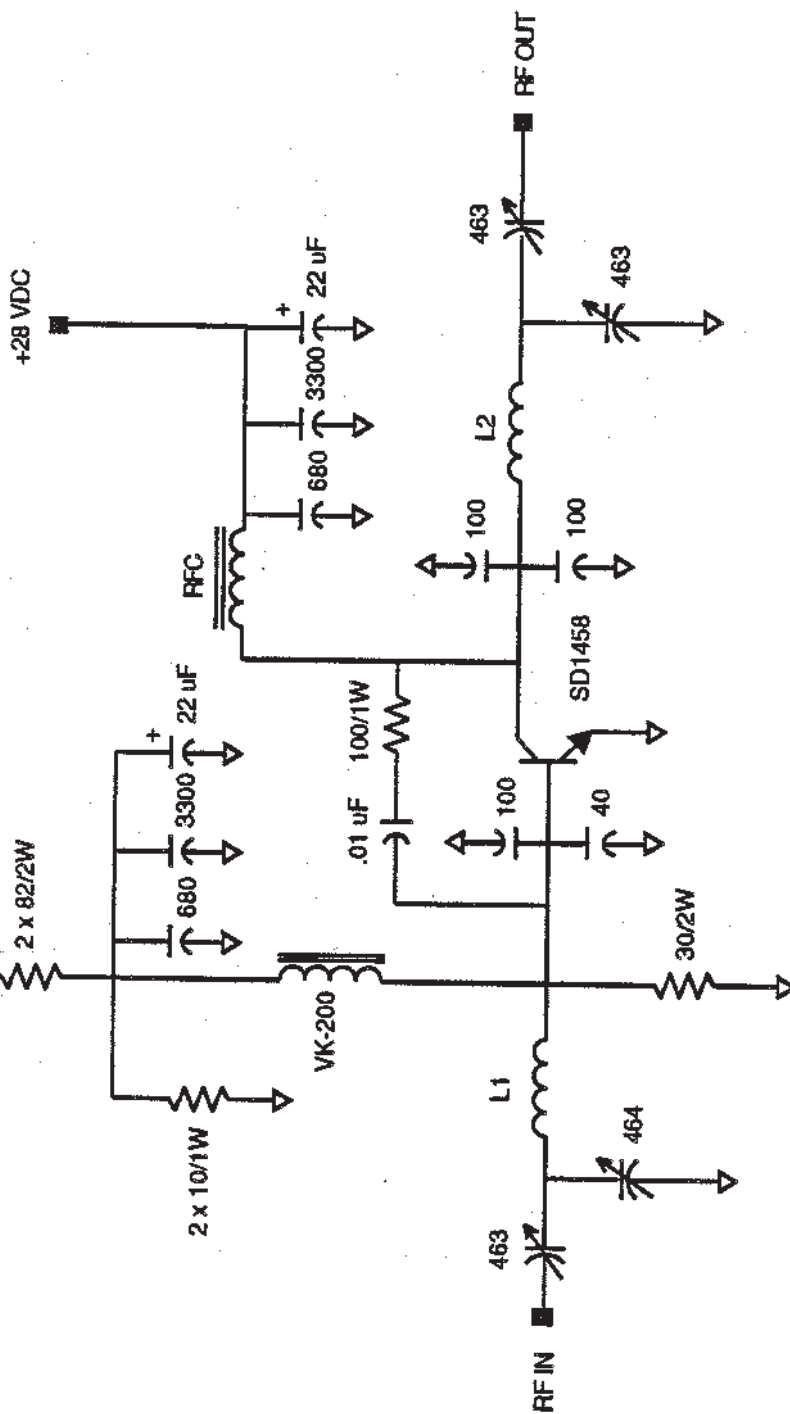 +28 VDC
2 x 82/2W
680
3300
+
22 uF
RFC
680
3300
+
22 uF
2 x 10/1W
VK-200
.01 uF
100/1W
100
40
SD1458
100
100
L2
463
463
RF OUT
RF IN
463
464
L1
30/2W